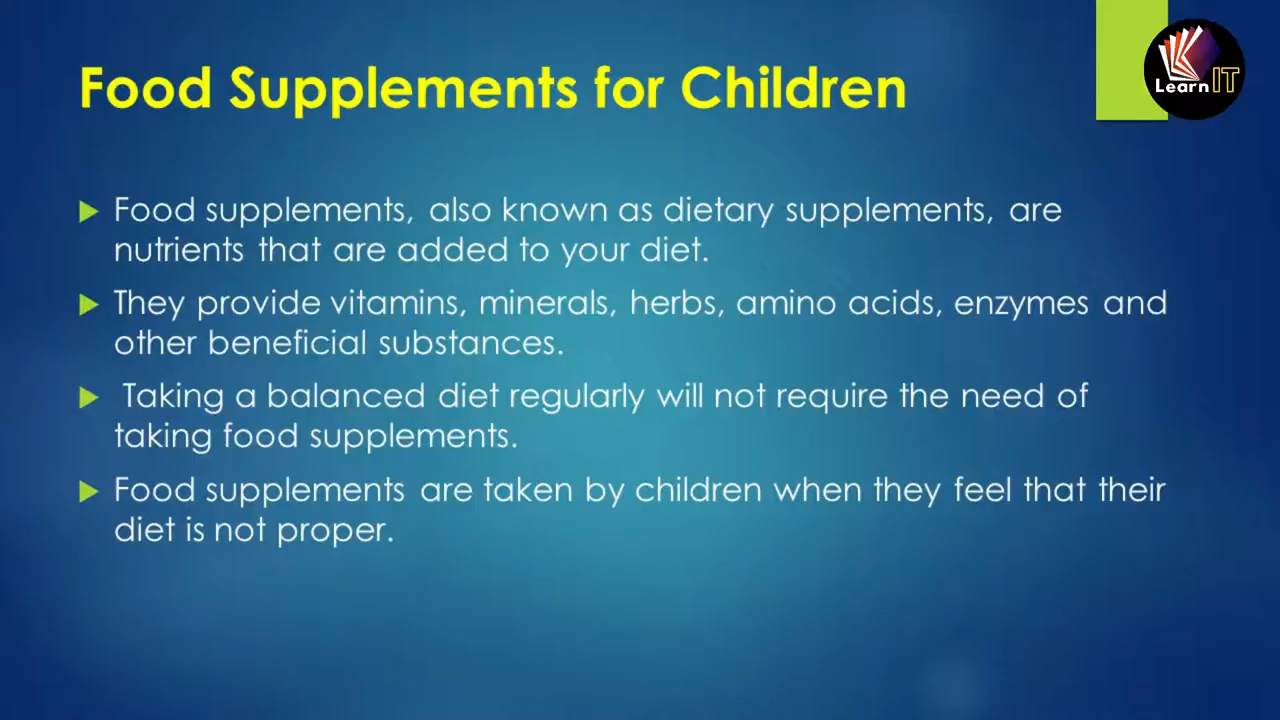 Food Supplements for Children
Learn IT
Food supplements, also known as dietary supplements, are
nutrients that are added to your diet.
They provide vitamins, minerals, herbs, amino acids, enzymes and
other beneficial substances.
Taking a balanced diet regularly will not require the need of
taking food supplements.
Food supplements are taken by children when they feel that their
diet is not proper.